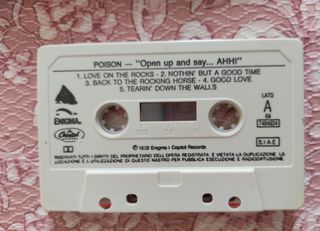 POISON — "Open up and say... AHH!"
1. LOVE ON THE ROCKS - 2. NOTHIN' BUT A GOOD TIME
3. BACK TO THE ROCKING HORSE - 4. GOOD LOVE
5. TEARIN' DOWN THE WALLS
ENIGMA
Capitol
LATO
A
S.I.A.E.
100 50 0
1988 Enigma / Capitol Records
RISERVATI TUTTI I DIRITTI DEL PROPRIETARIO DELL'OPERA REGISTRATA È VIETATA LA DUPLICAZIONE LA
LOCAZIONE E L'UTILIZZAZIONE DI QUESTO NASTRO PER PUBBLICA ESECUZIONE E RADIODIFFUSIONE